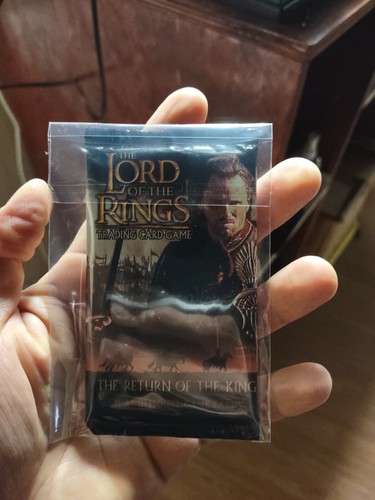 THE
LORD
OF THE
RINGS
TRADING CARD GAME
THE RETURN OF THE KING